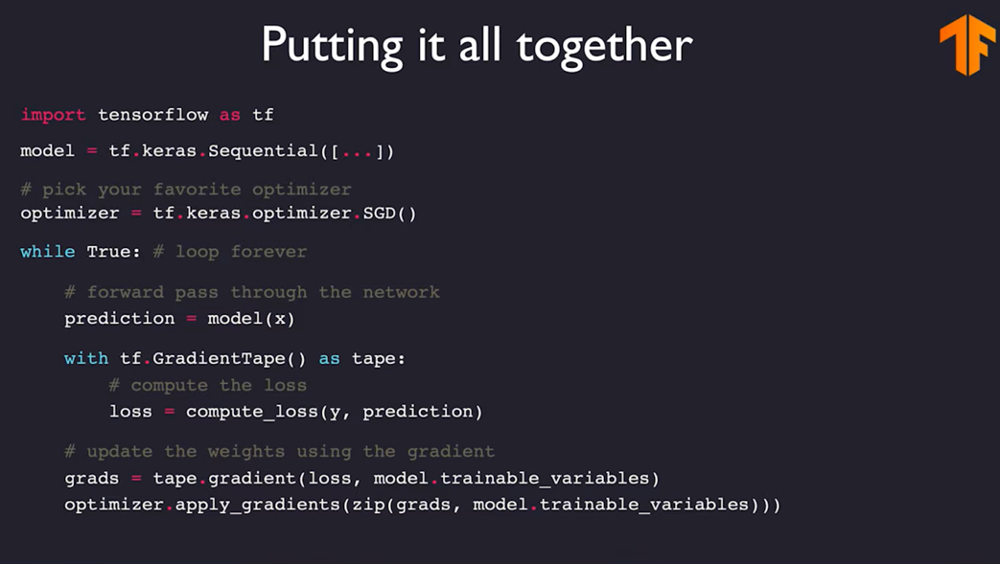 Putting it all together
import tensorflow as tf
model = tf.keras.Sequential([...])
# pick your favorite optimizer
optimizer = tf.keras.optimizer.SGD()
while True: # loop forever
# forward pass through the network
prediction = model(x)
with tf.GradientTape() as tape:
# compute the loss
loss = compute_loss(y, prediction)
# update the weights using the gradient
grads = tape.gradient(loss, model.trainable_variables)
optimizer.apply_gradients(zip(grads, model.trainable_variables)))